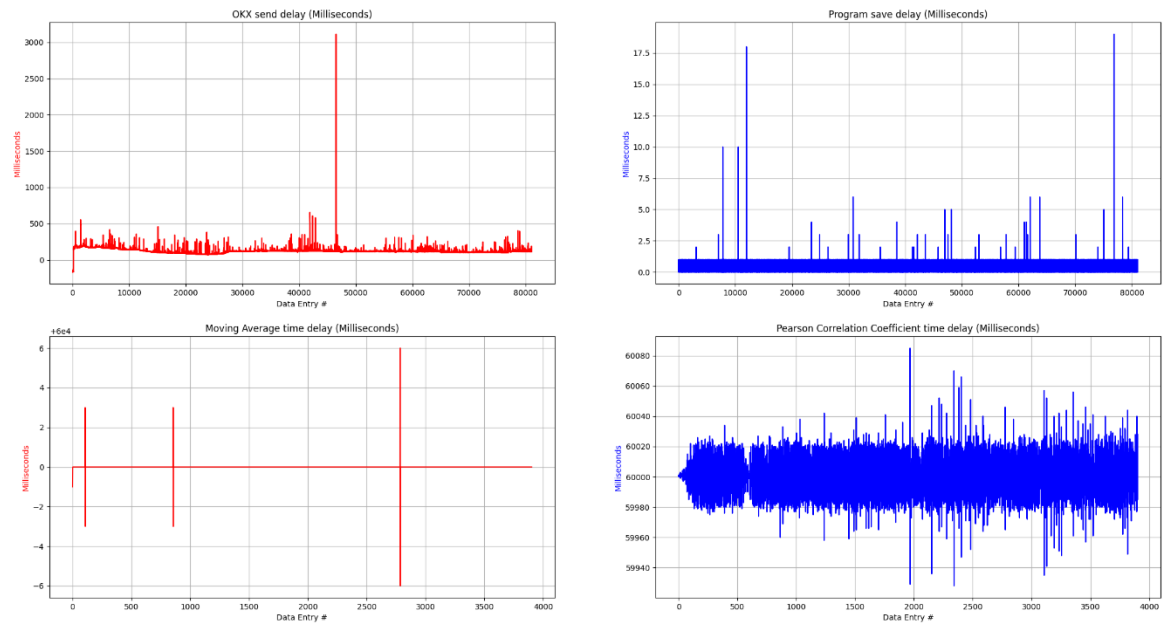 OKX send delay (Milliseconds)
3000
2500
2000
1500
1000
500
0
Milliseconds
0 10000 20000 30000 40000 50000 60000 70000 80000
Data Entry #
Program save delay (Milliseconds)
17.5
15.0
12.5
10.0
7.5
5.0
2.5
0.0
Milliseconds
0 10000 20000 30000 40000 50000 60000 70000 80000
Data Entry #
Moving Average time delay (Milliseconds)
+6e4
6
4
2
0
−2
−4
−6
Milliseconds
0 500 1000 1500 2000 2500 3000 3500 4000
Data Entry #
Pearson Correlation Coefficient time delay (Milliseconds)
60080
60060
60040
60020
60000
59980
59960
59940
Milliseconds
0 500 1000 1500 2000 2500 3000 3500 4000
Data Entry #